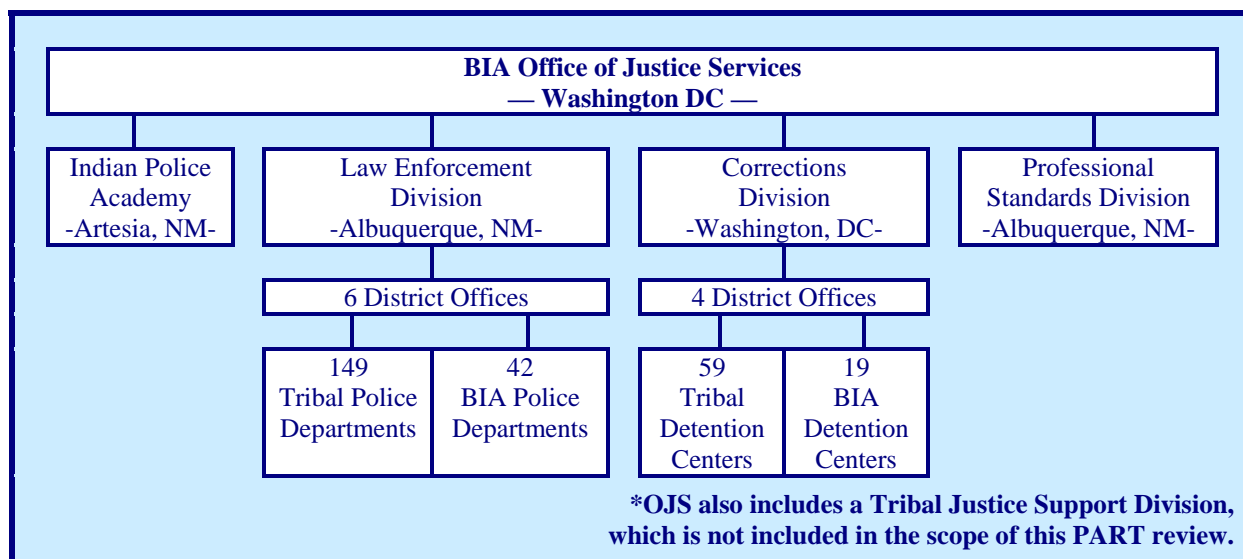 BIA Office of Justice Services
— Washington DC —
Indian Police
Academy
-Artesia, NM-
Law Enforcement
Division
-Albuquerque, NM-
Corrections
Division
-Washington, DC-
Professional
Standards Division
-Albuquerque, NM-
6 District Offices
4 District Offices
149
Tribal Police
Departments
42
BIA Police
Departments
59
Tribal
Detention
Centers
19
BIA
Detention
Centers
*OJS also includes a Tribal Justice Support Division,
which is not included in the scope of this PART review.